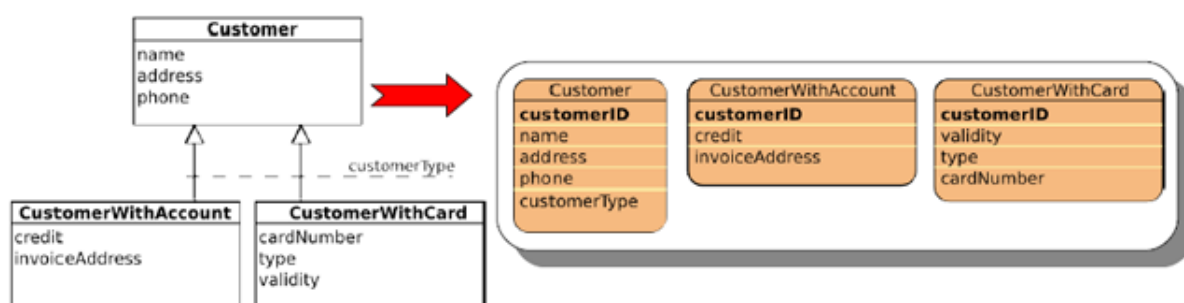 Customer
name
address
phone
customerType
CustomerWithAccount
credit
invoiceAddress
CustomerWithCard
cardNumber
type
validity
Customer
customerID
name
address
phone
customerType
CustomerWithAccount
customerID
credit
invoiceAddress
CustomerWithCard
customerID
validity
type
cardNumber